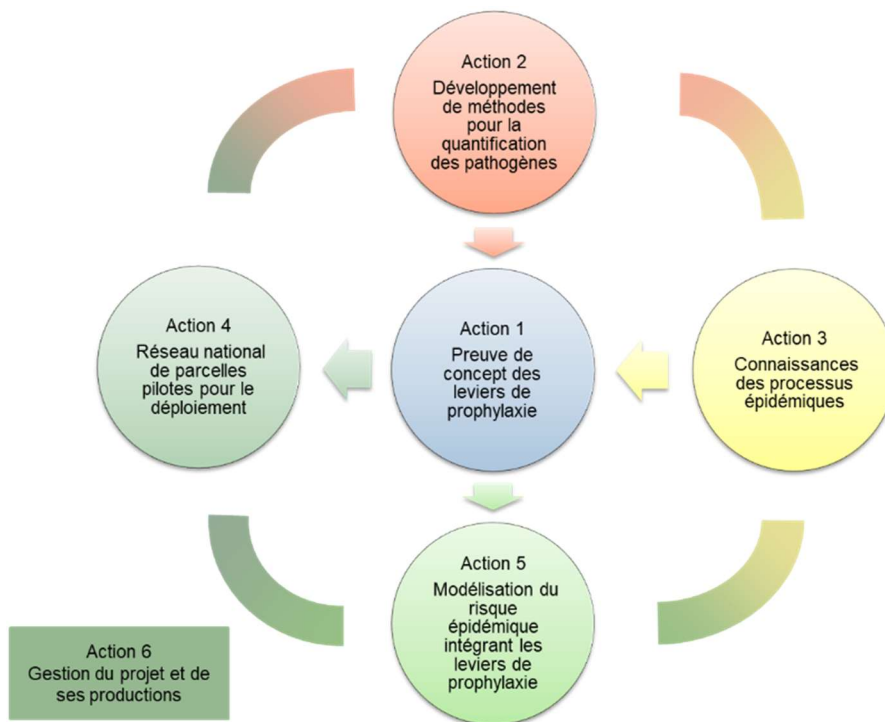 Action 2
Développement
de méthodes
pour la
quantification
des pathogènes
Action 4
Réseau national
de parcelles
pilotes pour le
déploiement
Action 1
Preuve de
concept des
leviers de
prophylaxie
Action 3
Connaissances
des processus
épidémiques
Action 5
Modélisation du
risque
épidémique
intégrant les
leviers de
prophylaxie
Action 6
Gestion du projet et de
ses productions